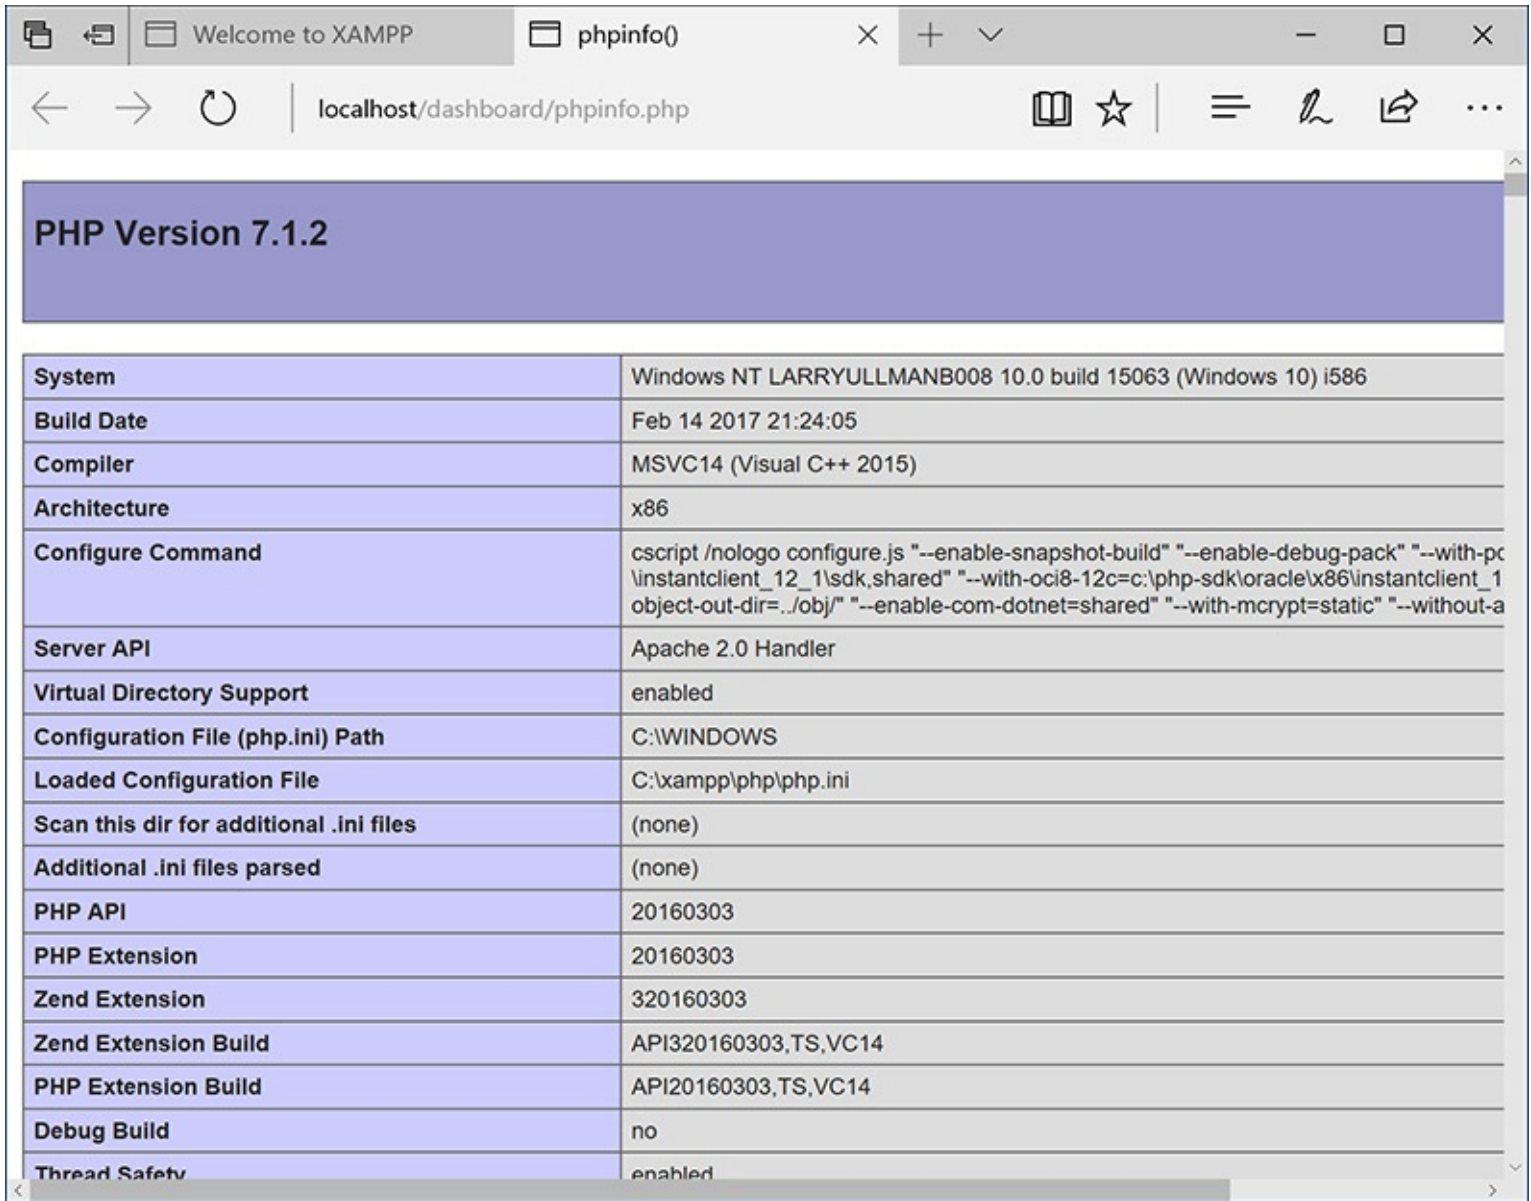 Welcome to XAMPP
phpinfo()
localhost/dashboard/phpinfo.php
PHP Version 7.1.2
System Windows NT LARRYULLMANB008 10.0 build 15063 (Windows 10) i586
Build Date Feb 14 2017 21:24:05
Compiler MSVC14 (Visual C++ 2015)
Architecture x86
Configure Command cscript /nologo configure.js "--enable-snapshot-build" "--enable-debug-pack" "--with-pd
\instantclient_12_1\sdk,shared" "--with-oci8-12c=c:\php-sdk\oracle\x86\instantclient_1
object-out-dir=../obj/" "--enable-com-dotnet=shared" "--with-mcrypt=static" "--without-a
Server API Apache 2.0 Handler
Virtual Directory Support enabled
Configuration File (php.ini) Path C:\WINDOWS
Loaded Configuration File C:\xampp\php\php.ini
Scan this dir for additional .ini files (none)
Additional .ini files parsed (none)
PHP API 20160303
PHP Extension 20160303
Zend Extension 320160303
Zend Extension Build API320160303,TS,VC14
PHP Extension Build API20160303,TS,VC14
Debug Build no
Thread Safety enabled